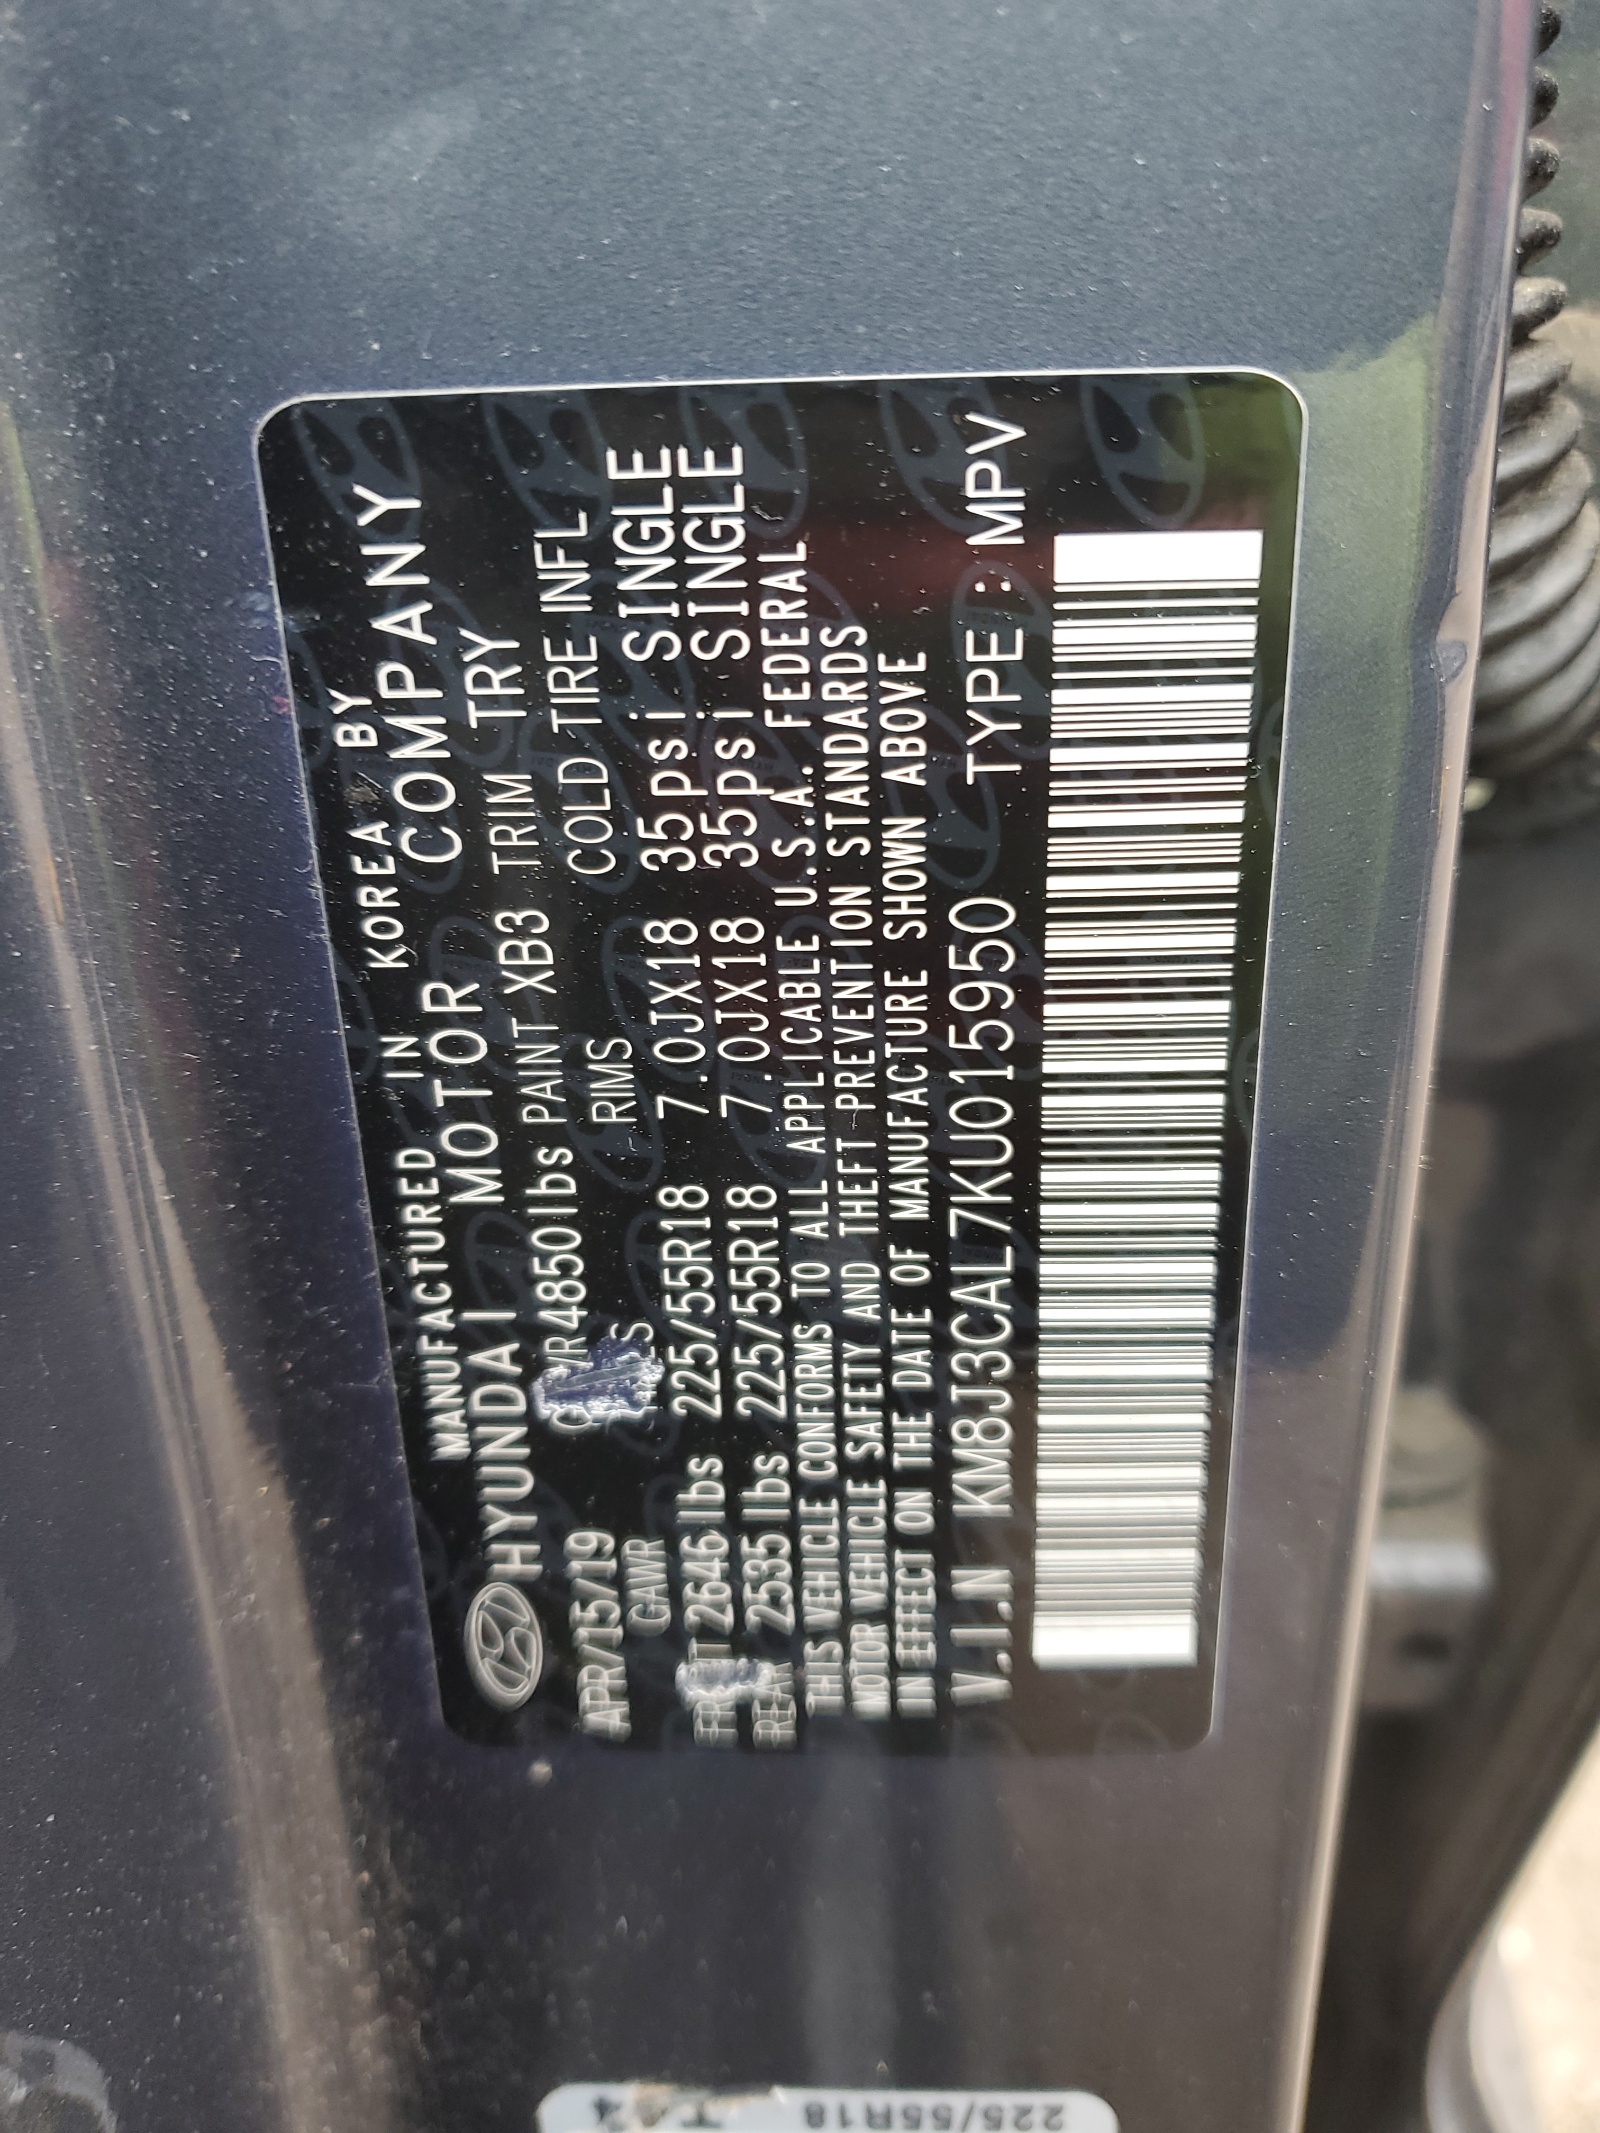 MANUFACTURED IN KOREA BY
HYUNDAI MOTOR COMPANY
APR/15/19 GVWR4850lbs PAINT XB3 TRIM TRY
GAWR RIMS COLD TIRE INFL
2646 lbs 225/55R18 7.0JX18 35psi SINGLE
REAR 2535 lbs 225/55R18 7.0JX18 35psi SINGLE
THIS VEHICLE CONFORMS TO ALL APPLICABLE U.S.A. FEDERAL
MOTOR VEHICLE SAFETY AND THEFT PREVENTION STANDARDS
IN EFFECT ON THE DATE OF MANUFACTURE SHOWN ABOVE
V.I.N KM8J3CAL7KU015950 TYPE : MPV
225/55R18